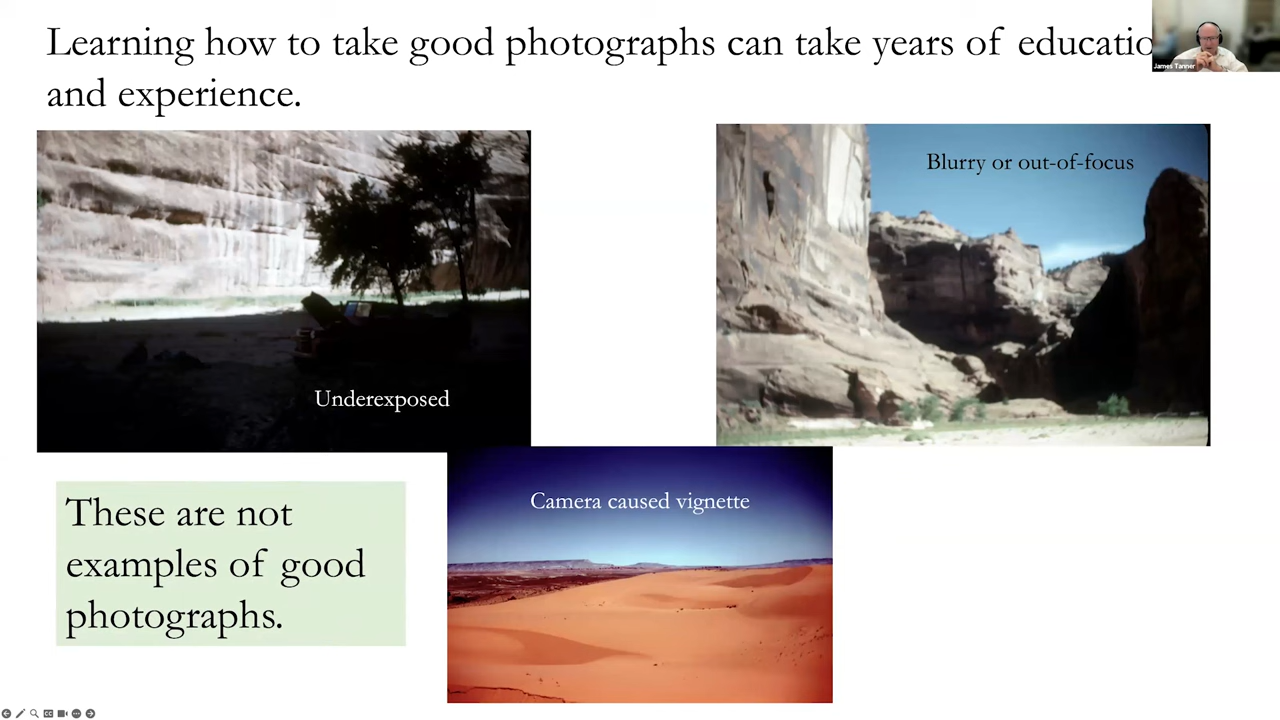 Learning how to take good photographs can take years of educatio
and experience.
James Tanner
Blurry or out-of-focus
Underexposed
Camera caused vignette
These are not
examples of good
photographs.